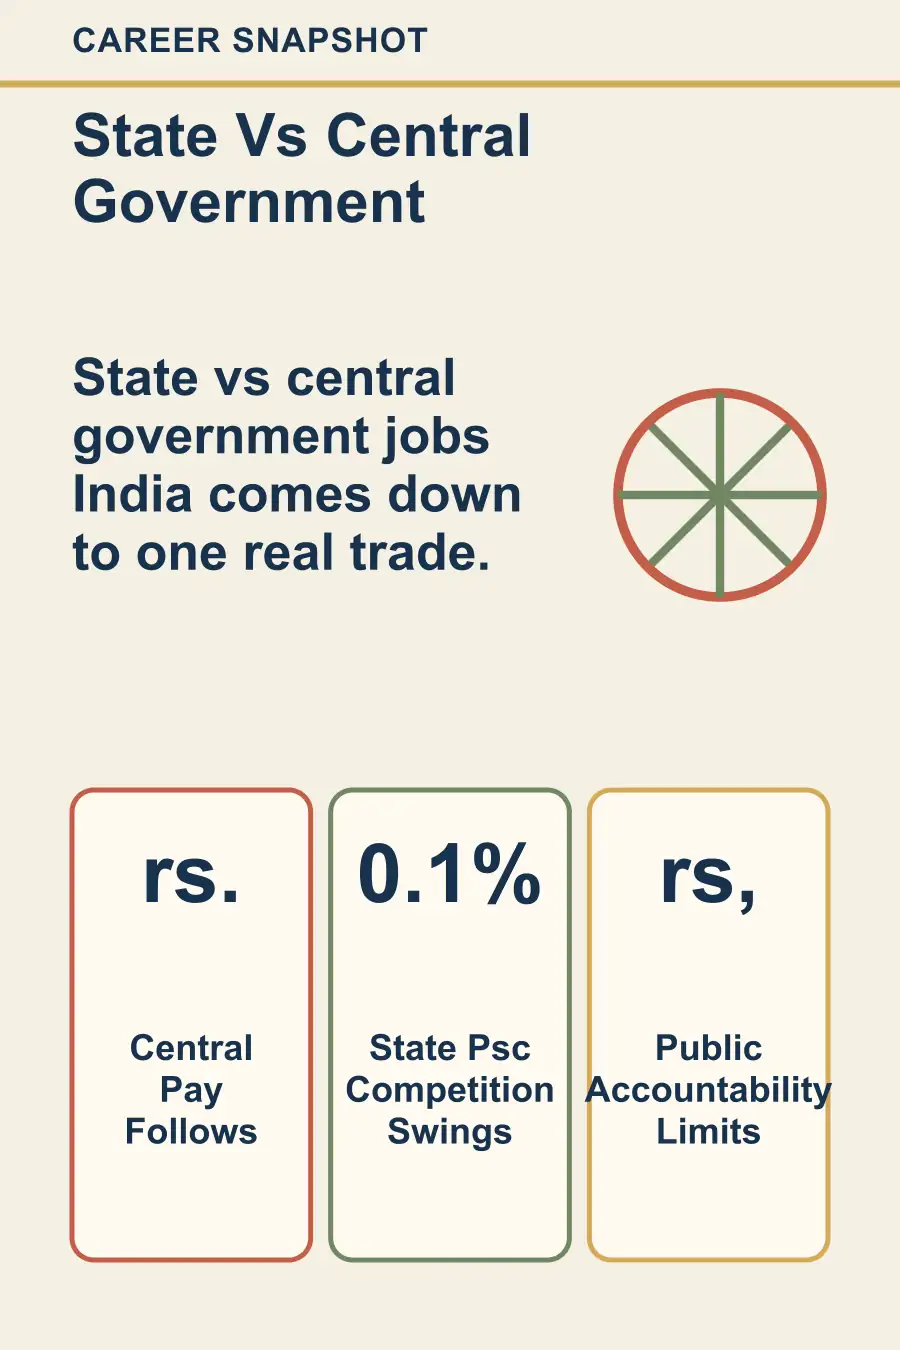 CAREER SNAPSHOT
State Vs Central
Government
State vs central
government jobs
India comes down
to one real trade.
rs.
Central
Pay
Follows
0.1%
State Psc
Competition
Swings
rs,
Public
Accountability
Limits